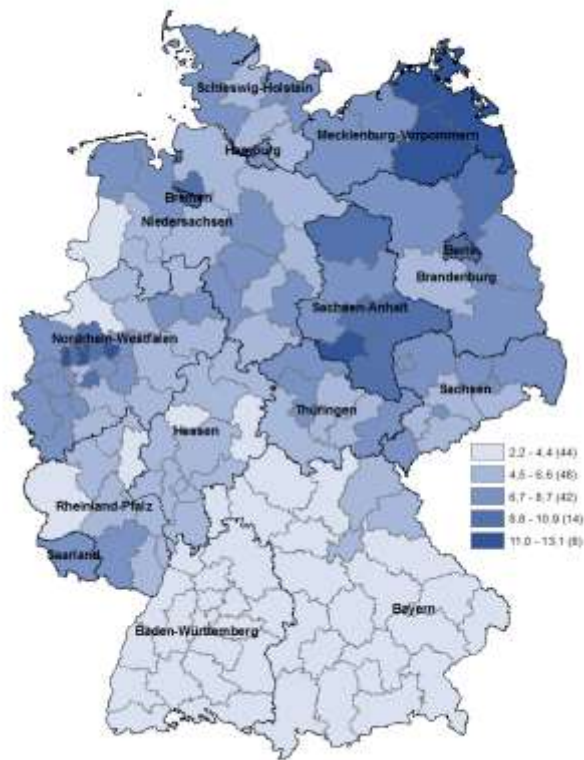 Schleswig-Holstein
Mecklenburg-Vorpommern
Hamburg
Bremen
Niedersachsen
Berlin
Brandenburg
Sachsen-Anhalt
Nordrhein-Westfalen
Sachsen
Thüringen
Hessen
2.2 - 4.4 (44)
4.5 - 6.6 (46)
6.7 - 8.7 (42)
8.8 - 10.9 (14)
11.0 - 13.1 (8)
Rheinland-Pfalz
Saarland
Bayern
Baden-Württemberg